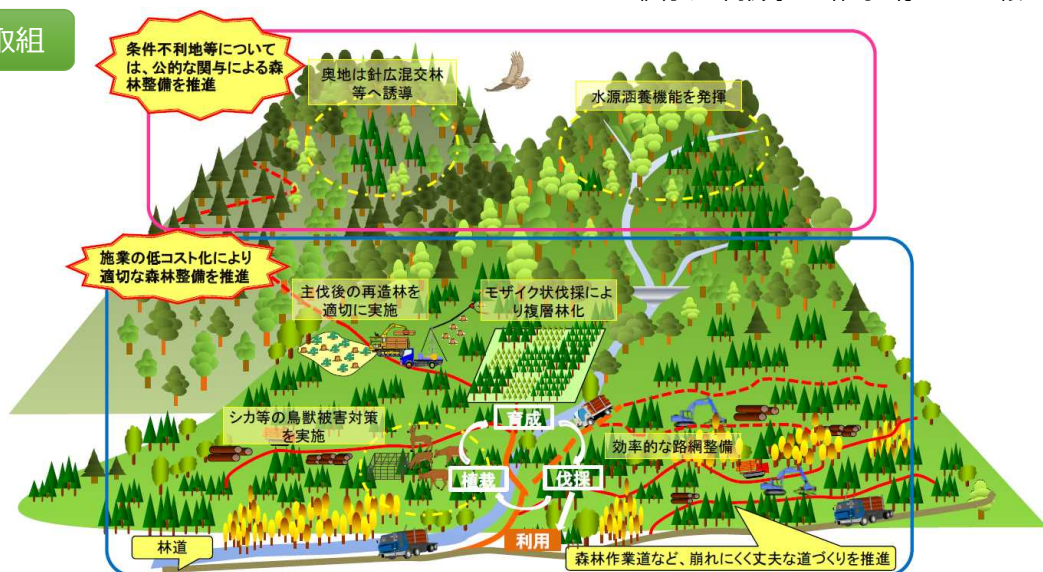 取組
条件不利地等について
は、公的な関与による森
林整備を推進
奥地は針広混交林
等へ誘導
水源涵養機能を発揮
施業の低コスト化により
適切な森林整備を推進
主伐後の再造林を
適切に実施
モザイク状伐採によ
り複層林化
シカ等の鳥獣被害対策
を実施
育成
効率的な路網整備
植栽
伐採
利用
林道
森林作業道など、崩れにくく丈夫な道づくりを推進